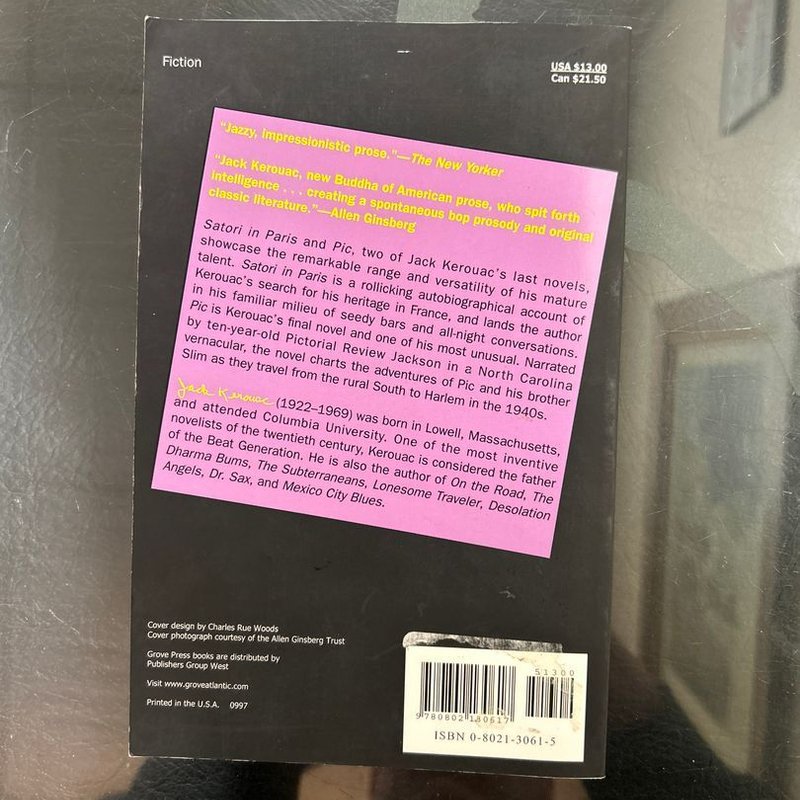 Fiction
USA $13.00
Can $21.50
"Jazzy, impressionistic prose."—The New Yorker
"Jack Kerouac, new Buddha of American prose, who spit forth
intelligence . . . creating a spontaneous bop prosody and original
classic literature."—Allen Ginsberg
Satori in Paris and Pic, two of Jack Kerouac's last novels,
showcase the remarkable range and versatility of his mature
talent. Satori in Paris is a rollicking autobiographical account of
Kerouac's search for his heritage in France, and lands the author
in his familiar milieu of seedy bars and all-night conversations.
Pic is Kerouac's final novel and one of his most unusual. Narrated
by ten-year-old Pictorial Review Jackson in a North Carolina
vernacular, the novel charts the adventures of Pic and his brother
Slim as they travel from the rural South to Harlem in the 1940s.
Jack Kerouac (1922–1969) was born in Lowell, Massachusetts,
and attended Columbia University. One of the most inventive
novelists of the twentieth century, Kerouac is considered the father
of the Beat Generation. He is also the author of On the Road, The
Dharma Bums, The Subterraneans, Lonesome Traveler, Desolation
Angels, Dr. Sax, and Mexico City Blues.
Cover design by Charles Rue Woods
Cover photograph courtesy of the Allen Ginsberg Trust
Grove Press books are distributed by
Publishers Group West
Visit www.groveatlantic.com
Printed in the U.S.A. 0997
51300
9 780802 130617
ISBN 0-8021-3061-5